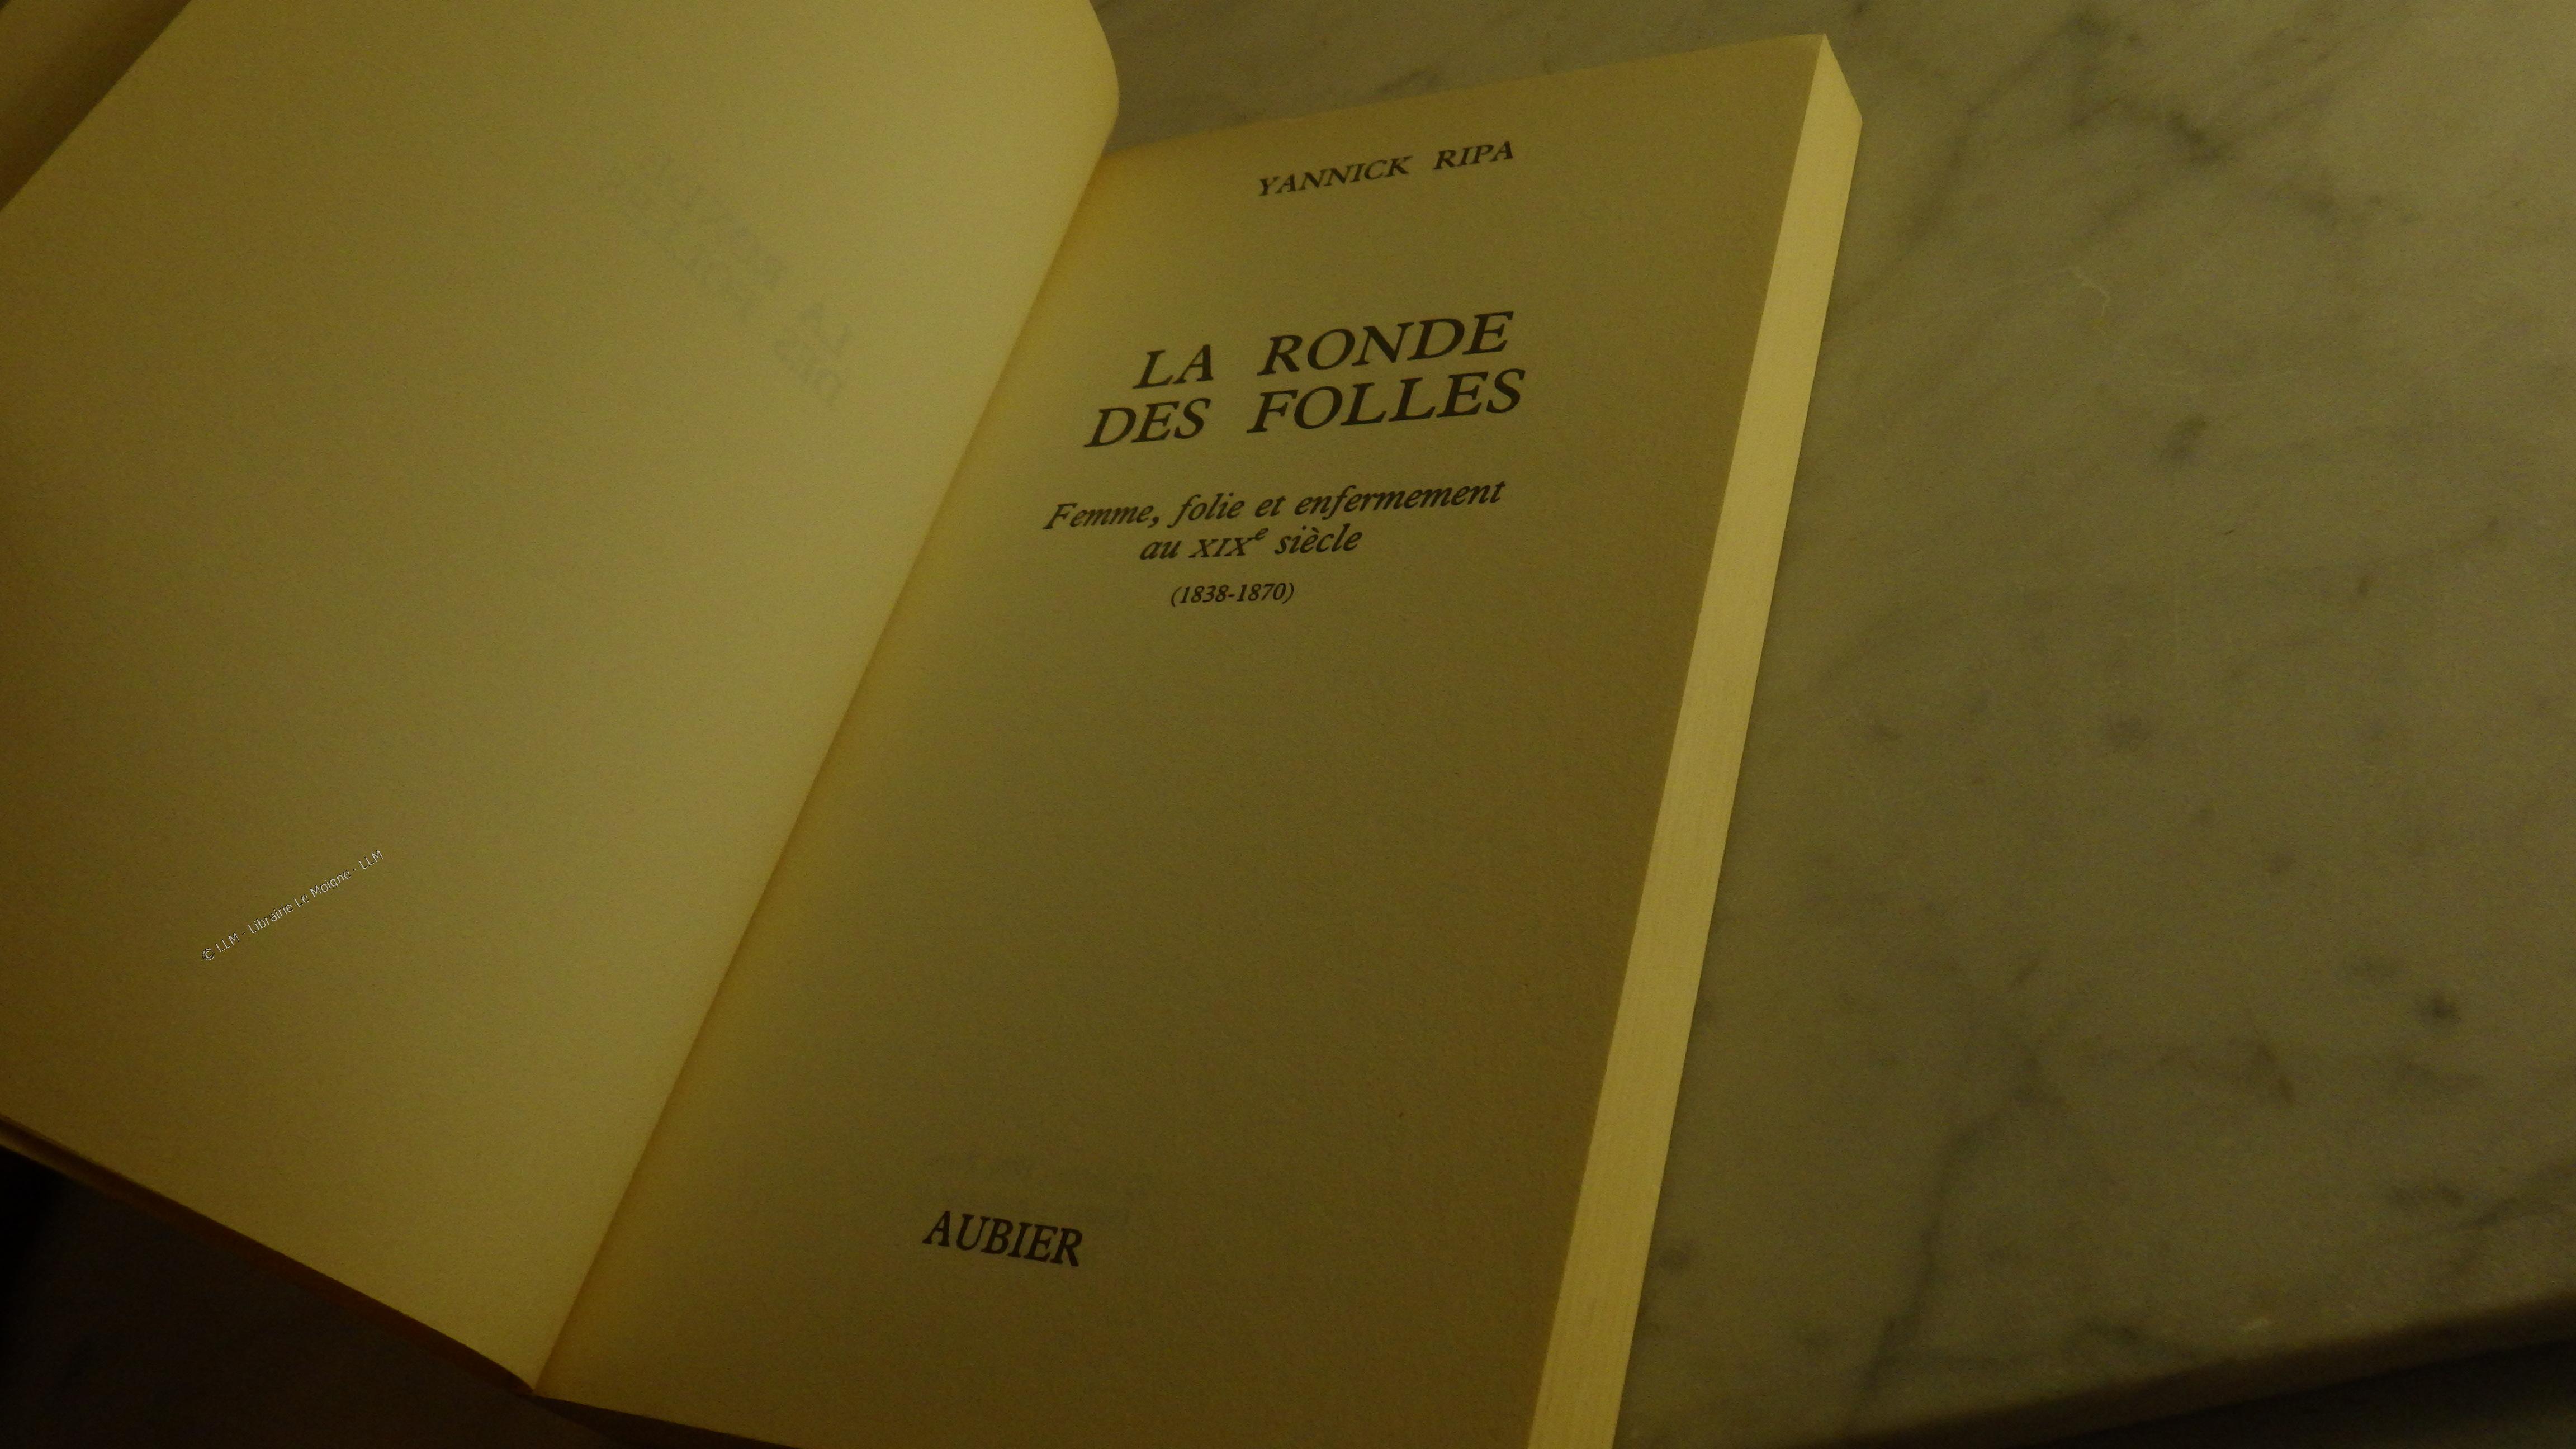 YANNICK RIPA
LA RONDE
DES FOLLES
Femme, folie et enfermement
au XIXe siècle
(1838-1870)
AUBIER
© LLM - Librairie Le Moigne - LLM